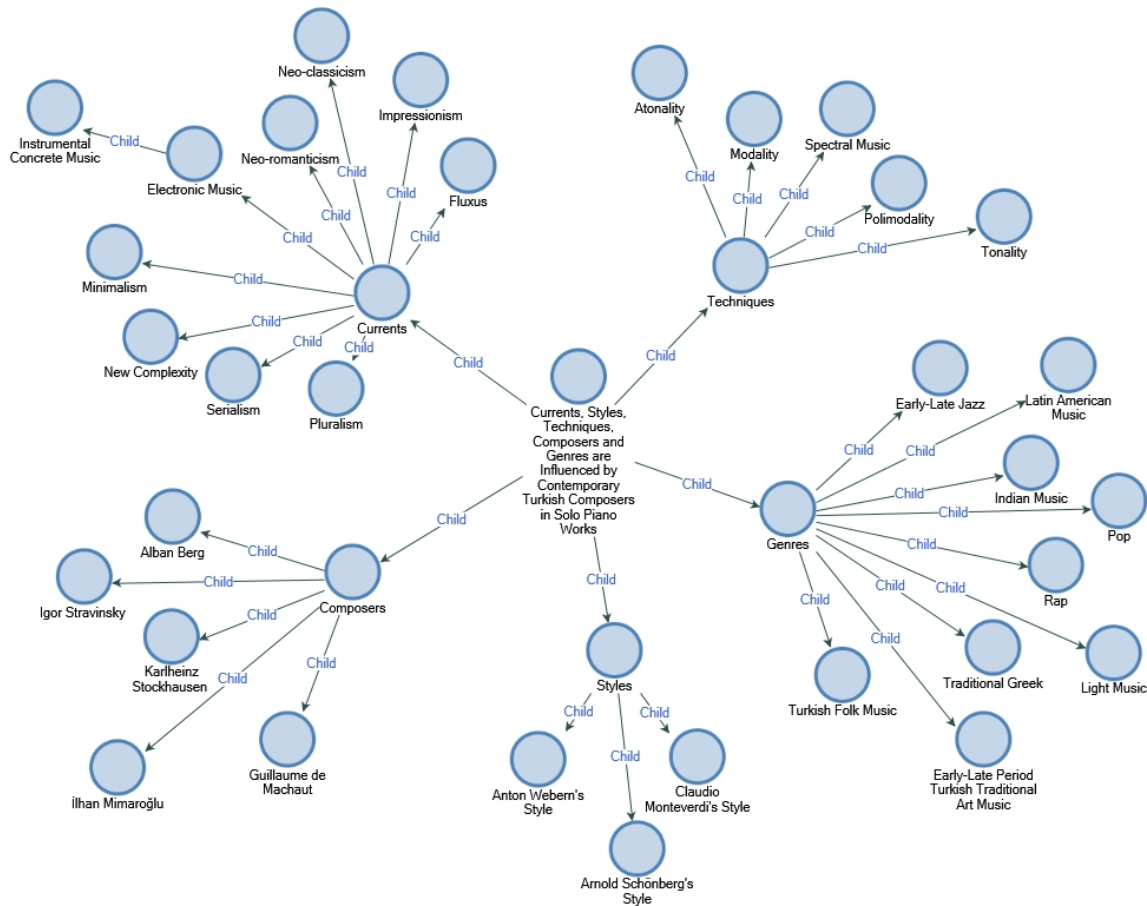 Neo-classicism
Impressionism
Atonality
Modality
Spectral Music
Child
Instrumental
Concrete Music
Electronic Music
Neo-romanticism
Child
Child
Fluxus
Child
Child
Child
Polimodality
Child
Child
Child
Child
Child
Child
Tonality
Child
Minimalism
Child
Techniques
Child
New Complexity
Currents
Child
Serialism
Child
Pluralism
Child
Child
Currents, Styles,
Techniques,
Composers and
Genres are
Influenced by
Contemporary
Turkish Composers
in Solo Piano
Works
Early-Late Jazz
Latin American
Music
Child
Child
Child
Indian Music
Child
Child
Pop
Genres
Child
Rap
Child
Child
Child
Child
Traditional Greek
Light Music
Turkish Folk Music
Early-Late Period
Turkish Traditional
Art Music
Child
Alban Berg
Child
Igor Stravinsky
Child
Composers
Child
Karlheinz
Stockhausen
Child
Child
Guillaume de
Machaut
İlhan Mimaroğlu
Child
Styles
Child
Child
Child
Anton Webern's
Style
Claudio
Monteverdi's Style
Arnold Schönberg's
Style